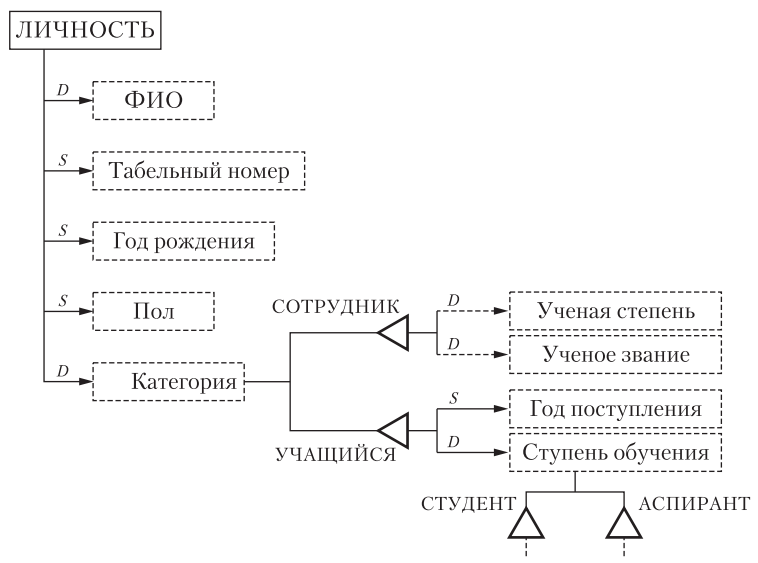 ЛИЧНОСТЬ
D
ФИО
S
Табельный номер
S
Год рождения
S
Пол
D
Категория
СОТРУДНИК
D
Ученая степень
D
Ученое звание
УЧАЩИЙСЯ
S
Год поступления
D
Ступень обучения
СТУДЕНТ
АСПИРАНТ